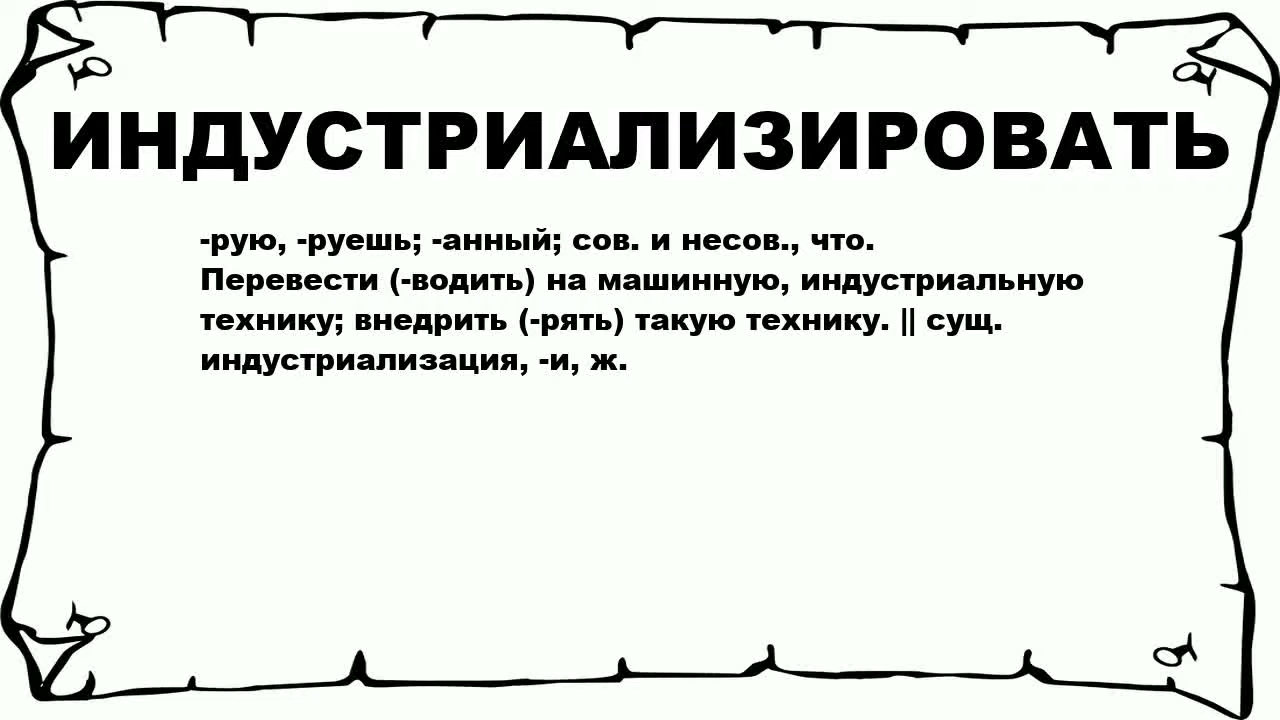 ИНДУСТРИАЛИЗИРОВАТЬ
-рую, -руешь; -анный; сов. и несов., что.
Перевести (-водить) на машинную, индустриальную
технику; внедрить (-рять) такую технику. || сущ.
индустриализация, -и, ж.